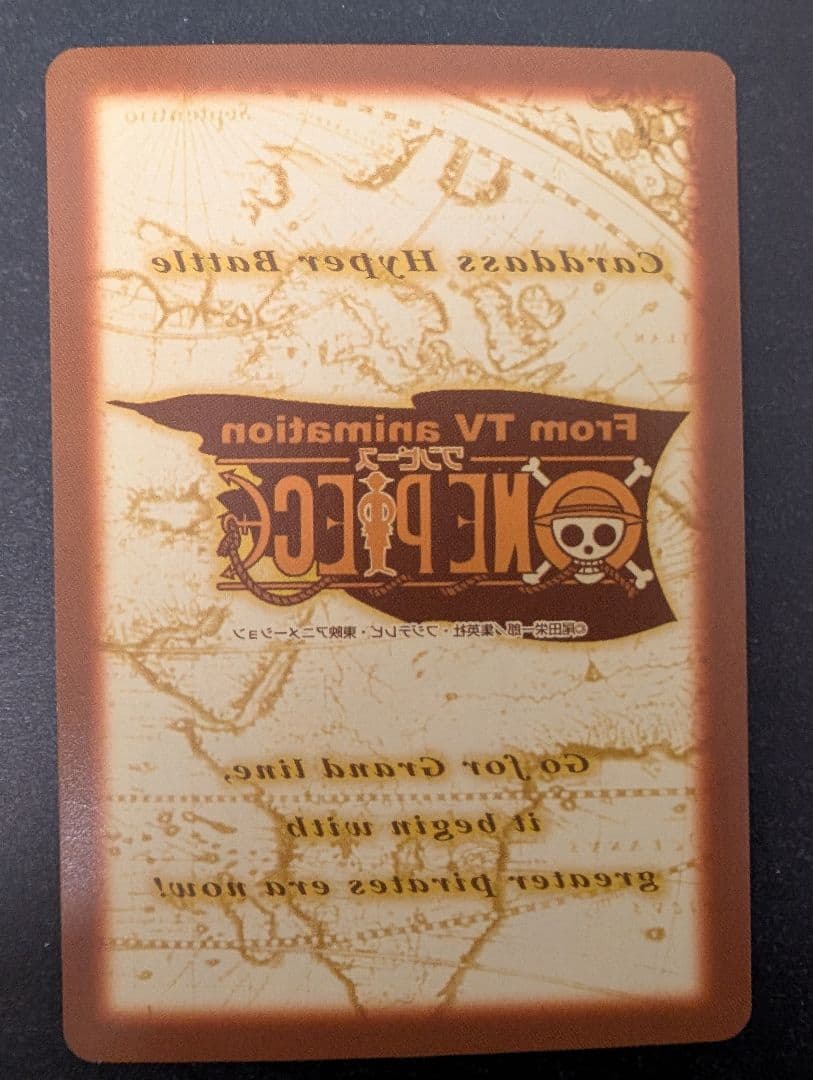 Septentrio
Carddass Hyper Battle
From TV animation
ワンピース
ONE PIECE
©尾田栄一郎/集英社・フジテレビ・東映アニメーション
Go for Grand line,
it begin with
greater pirates era now!